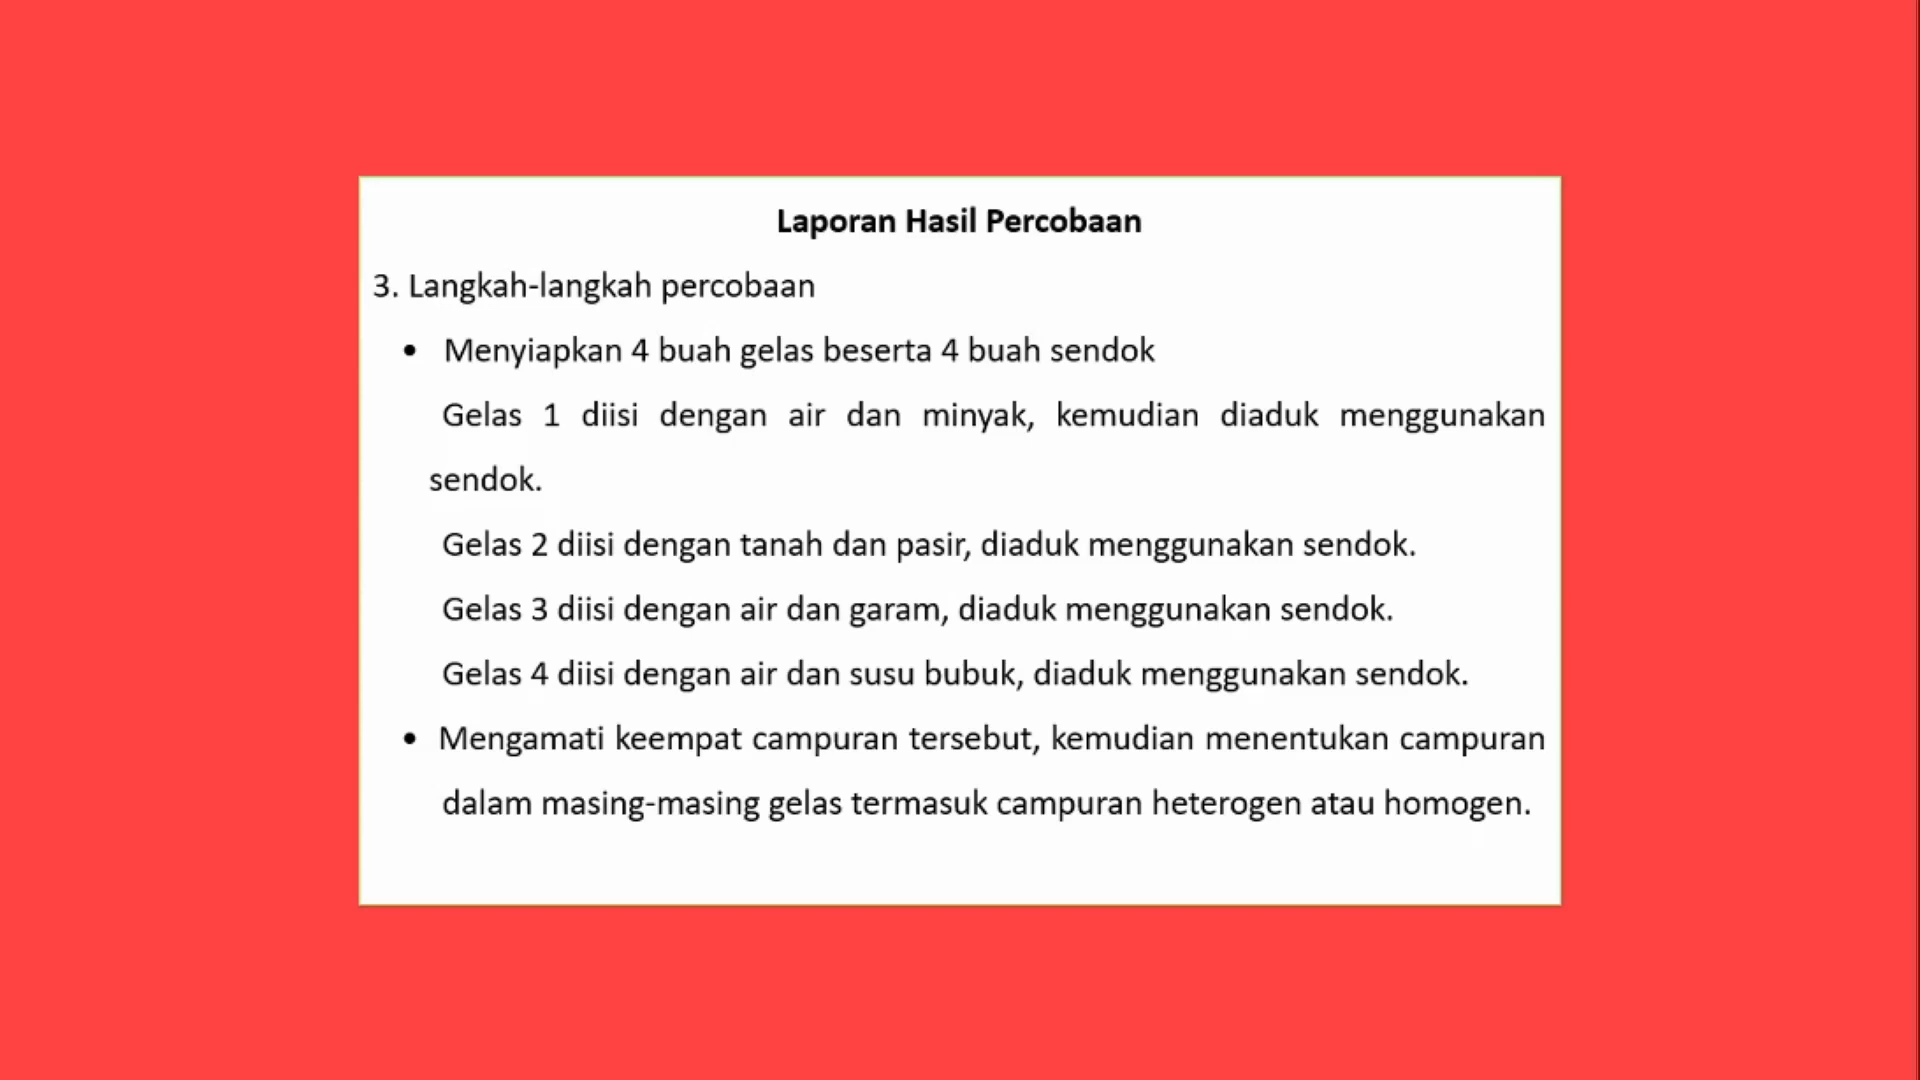 Laporan Hasil Percobaan
3. Langkah-langkah percobaan
• Menyiapkan 4 buah gelas beserta 4 buah sendok
Gelas 1 diisi dengan air dan minyak, kemudian diaduk menggunakan
sendok.
Gelas 2 diisi dengan tanah dan pasir, diaduk menggunakan sendok.
Gelas 3 diisi dengan air dan garam, diaduk menggunakan sendok.
Gelas 4 diisi dengan air dan susu bubuk, diaduk menggunakan sendok.
• Mengamati keempat campuran tersebut, kemudian menentukan campuran
dalam masing-masing gelas termasuk campuran heterogen atau homogen.